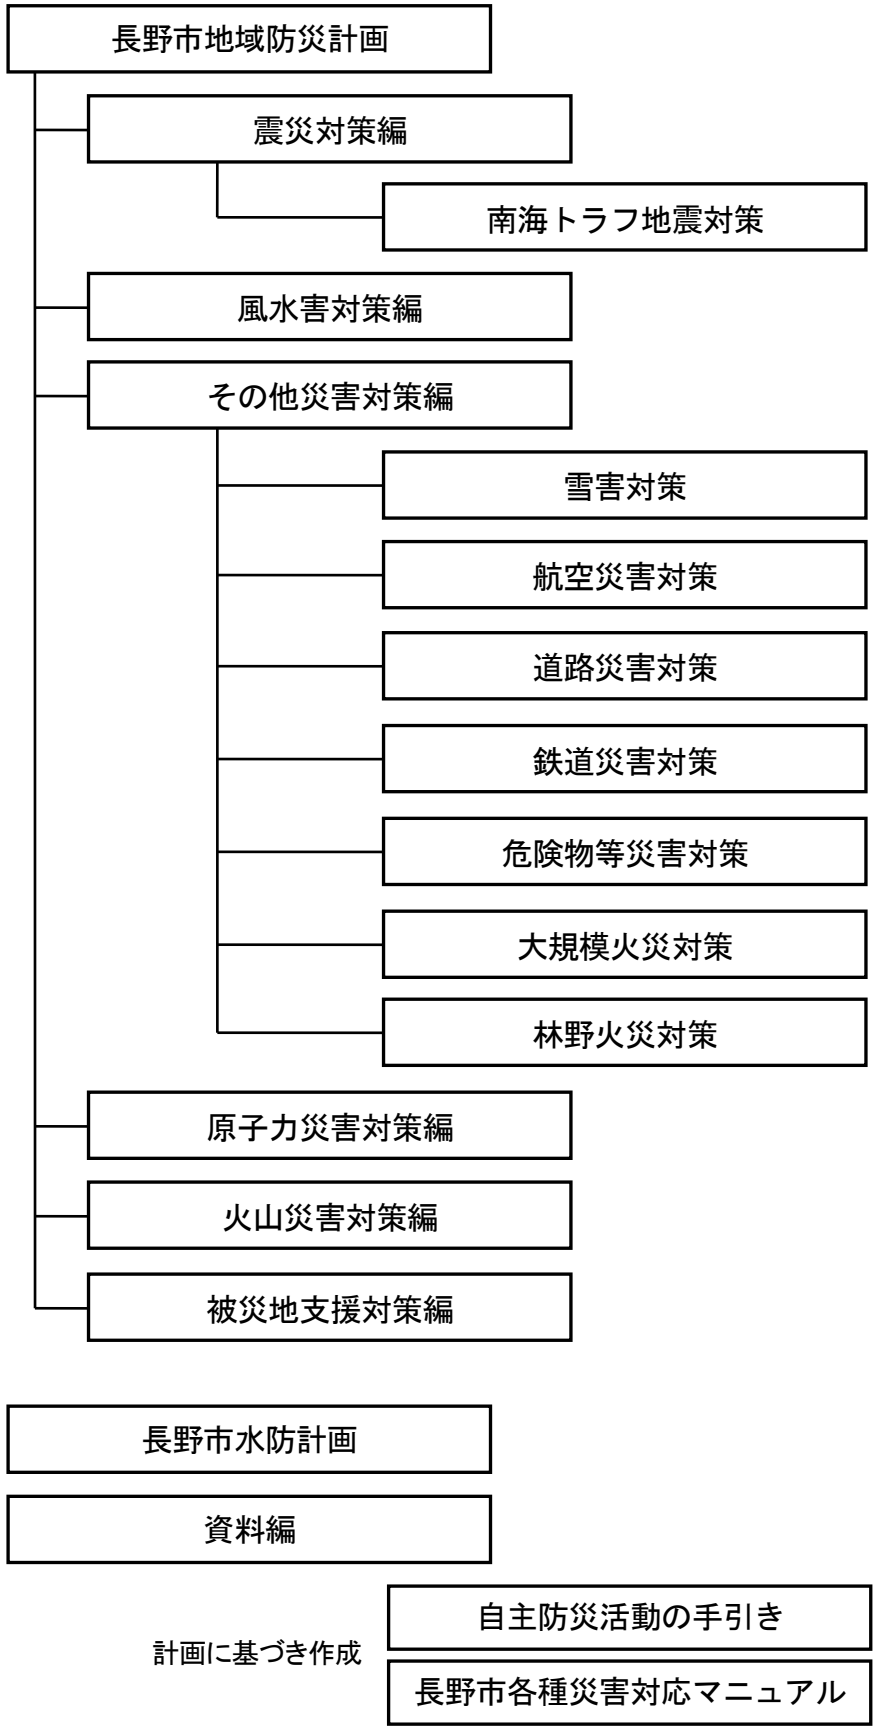 長野市地域防災計画
震災対策編
南海トラフ地震対策
風水害対策編
その他災害対策編
雪害対策
航空災害対策
道路災害対策
鉄道災害対策
危険物等災害対策
大規模火災対策
林野火災対策
原子力災害対策編
火山災害対策編
被災地支援対策編
長野市水防計画
資料編
自主防災活動の手引き
計画に基づき作成
長野市各種災害対応マニュアル